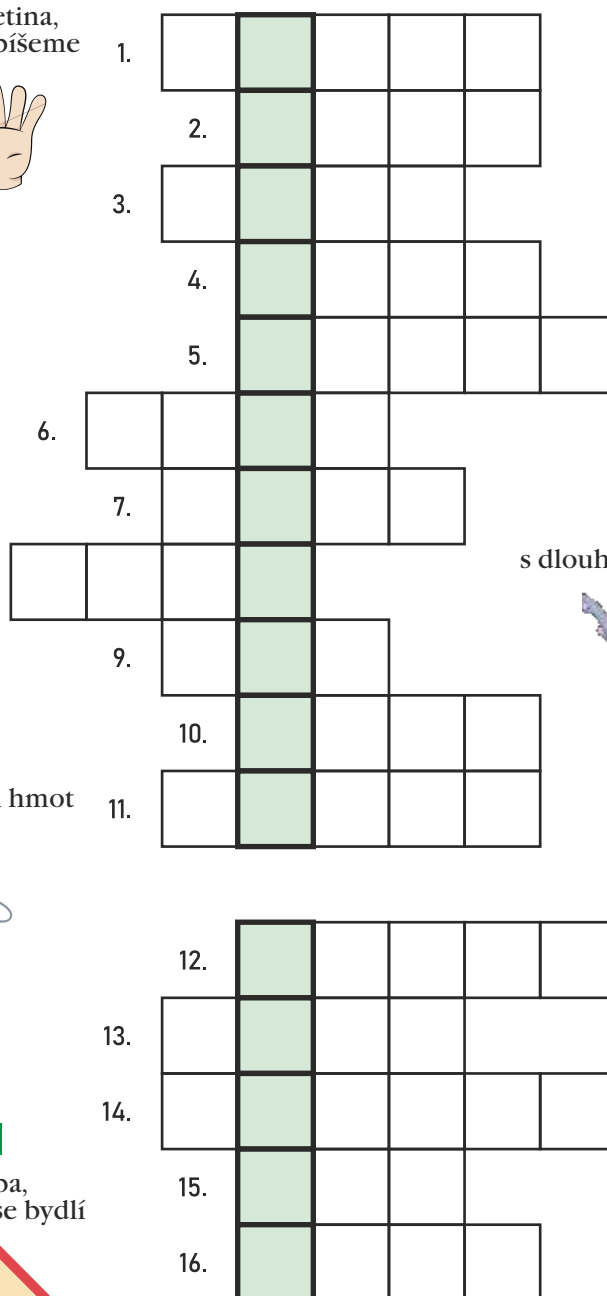 etina,
píšeme
1.
2.
3.
4.
5.
6.
7.
s dlouh
9.
10.
hmot
11.
12.
13.
14.
15.
ba,
se bydlí
16.